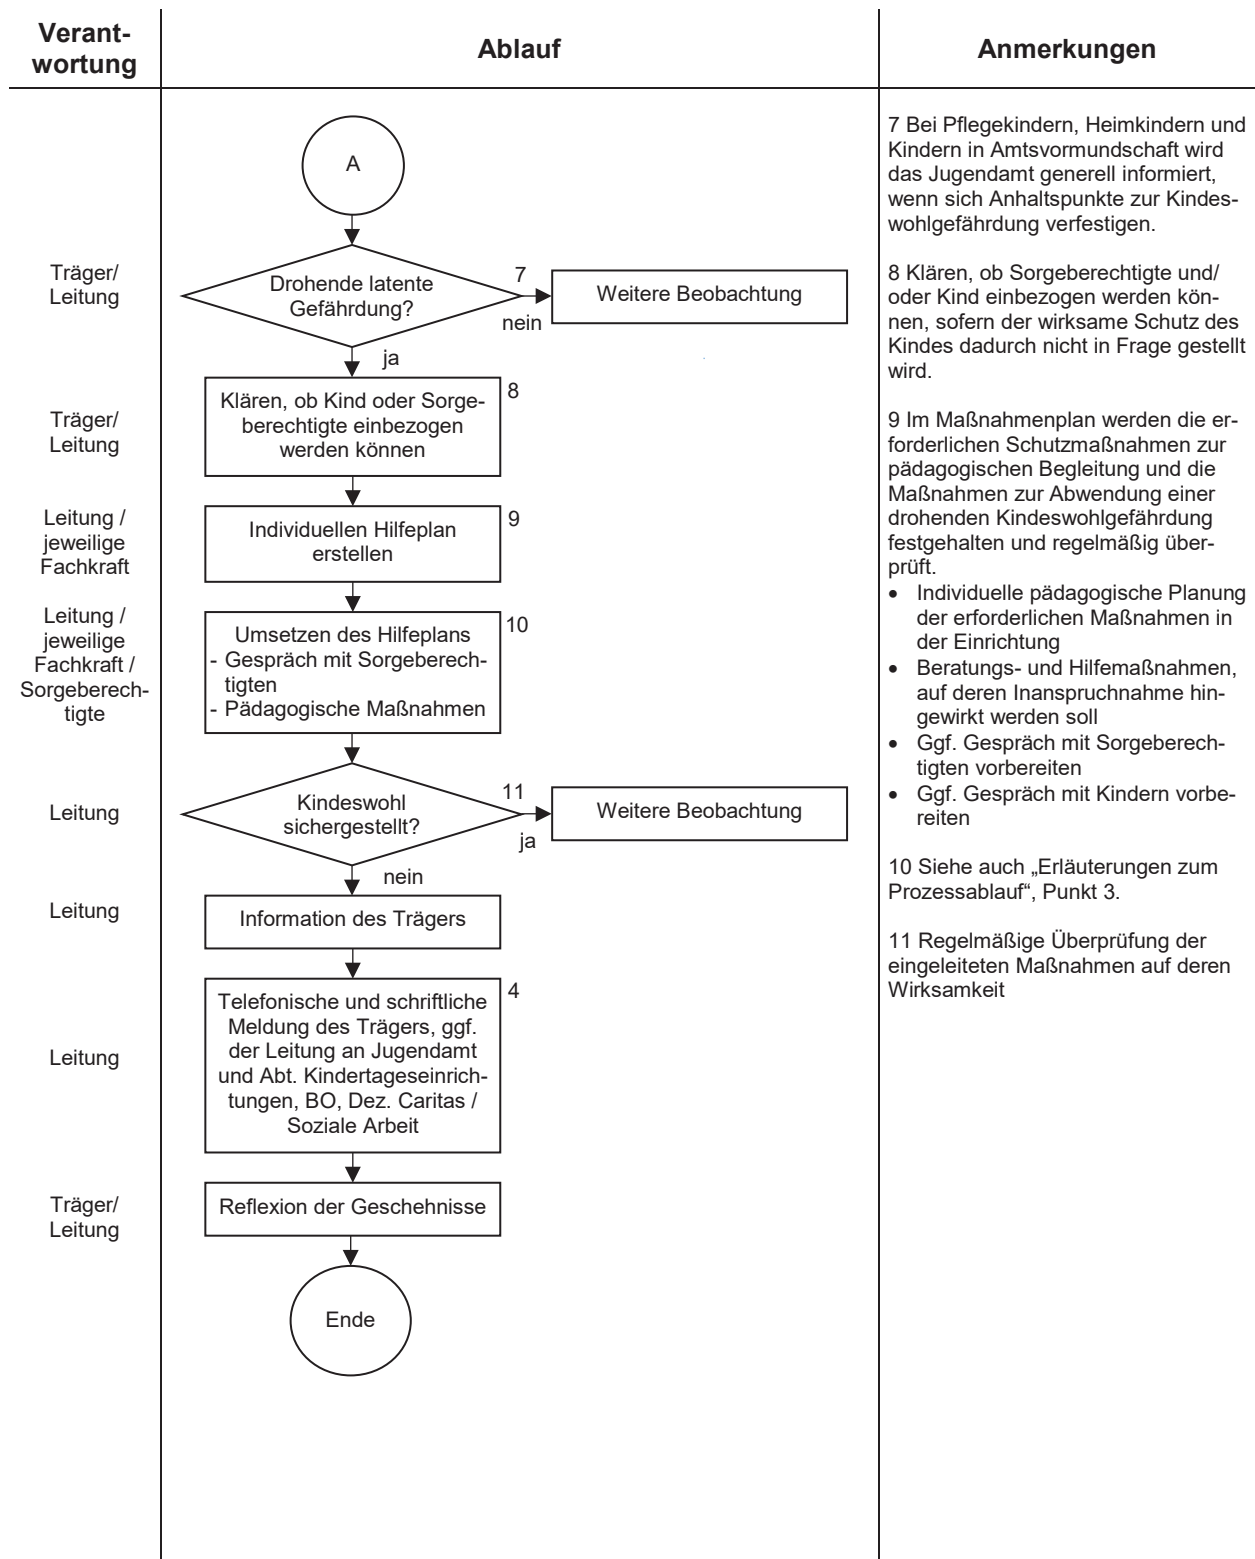 Verant-
wortung
Ablauf
Anmerkungen
A
Träger/
Leitung
Drohende latente
Gefährdung?
7
nein
Weitere Beobachtung
ja
Träger/
Leitung
Klären, ob Kind oder Sorge-
berechtigte einbezogen
werden können
8
Leitung /
jeweilige
Fachkraft
Individuellen Hilfeplan
erstellen
9
Leitung /
jeweilige
Fachkraft /
Sorgeberech-
tigte
Umsetzen des Hilfeplans
- Gespräch mit Sorgeberech-
tigten
- Pädagogische Maßnahmen
10
Leitung
Kindeswohl
sichergestellt?
11
ja
Weitere Beobachtung
nein
Leitung
Information des Trägers
Leitung
Telefonische und schriftliche
Meldung des Trägers, ggf.
der Leitung an Jugendamt
und Abt. Kindertageseinrich-
tungen, BO, Dez. Caritas /
Soziale Arbeit
4
Träger/
Leitung
Reflexion der Geschehnisse
Ende
7 Bei Pflegekindern, Heimkindern und
Kindern in Amtsvormundschaft wird
das Jugendamt generell informiert,
wenn sich Anhaltspunkte zur Kindes-
wohlgefährdung verfestigen.
8 Klären, ob Sorgeberechtigte und/
oder Kind einbezogen werden kön-
nen, sofern der wirksame Schutz des
Kindes dadurch nicht in Frage gestellt
wird.
9 Im Maßnahmenplan werden die er-
forderlichen Schutzmaßnahmen zur
pädagogischen Begleitung und die
Maßnahmen zur Abwendung einer
drohenden Kindeswohlgefährdung
festgehalten und regelmäßig über-
prüft.
• Individuelle pädagogische Planung
der erforderlichen Maßnahmen in
der Einrichtung
• Beratungs- und Hilfemaßnahmen,
auf deren Inanspruchnahme hin-
gewirkt werden soll
• Ggf. Gespräch mit Sorgeberech-
tigten vorbereiten
• Ggf. Gespräch mit Kindern vorbe-
reiten
10 Siehe auch „Erläuterungen zum
Prozessablauf“, Punkt 3.
11 Regelmäßige Überprüfung der
eingeleiteten Maßnahmen auf deren
Wirksamkeit